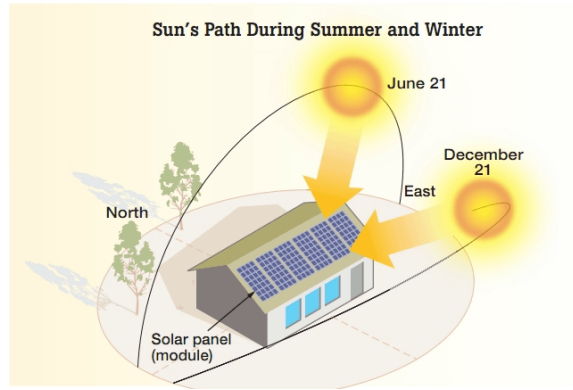 Sun's Path During Summer and Winter
June 21
December
21
East
North
Solar panel
(module)